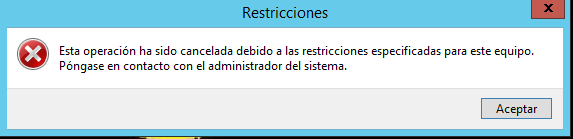 Restricciones
x
Esta operación ha sido cancelada debido a las restricciones especificadas para este equipo.
Póngase en contacto con el administrador del sistema.
Aceptar